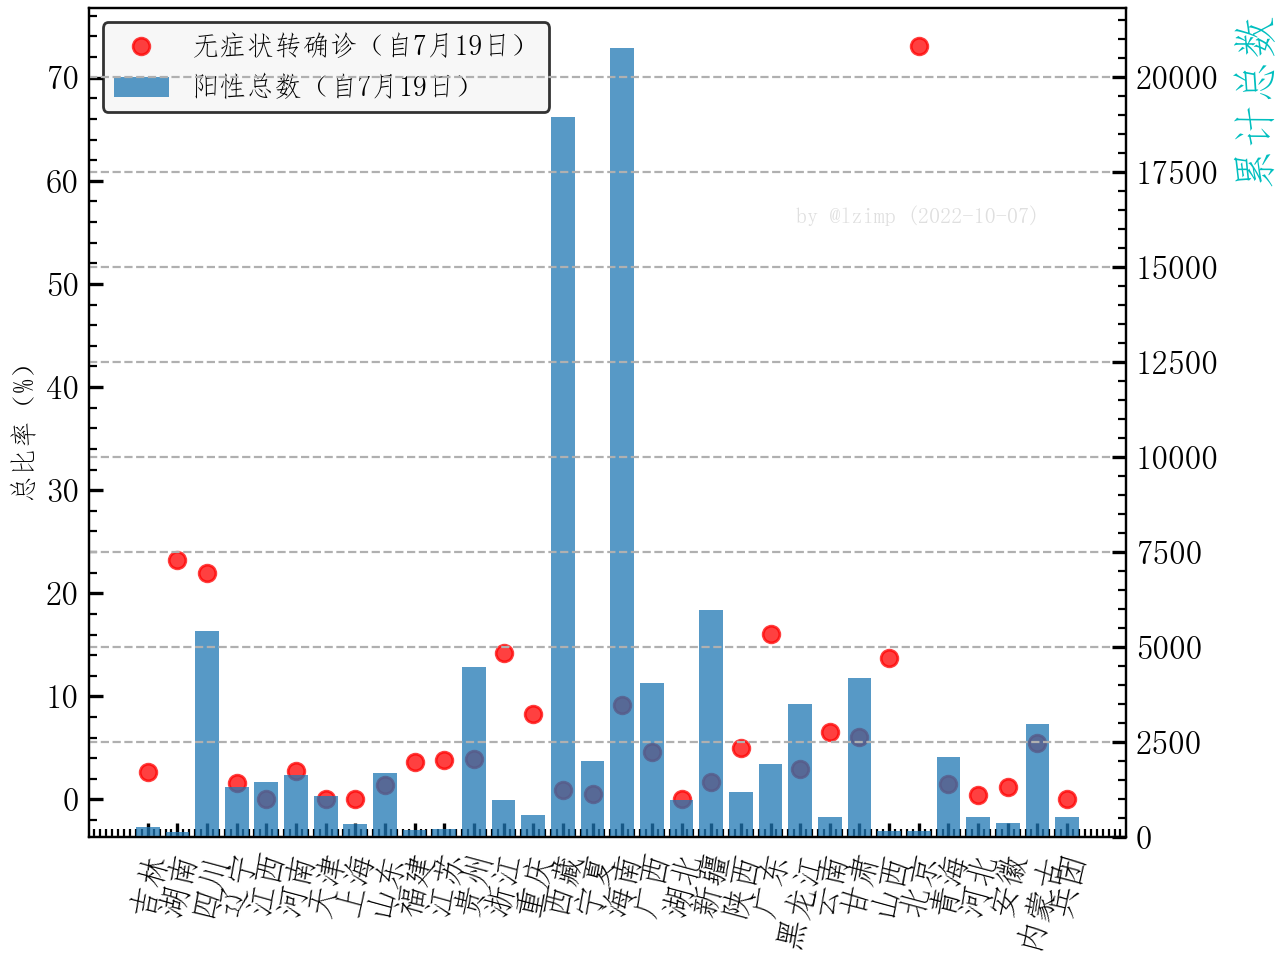 无症状转确诊（自7月19日）
阳性总数（自7月19日）
总比率 (%)
70
60
50
40
30
20
10
0
累计总数
20000
17500
15000
12500
10000
7500
5000
2500
0
by @lzimp (2022-10-07)
吉林
湖南
四川
辽宁
江西
河南
天津
上海
山东
福建
江苏
贵州
浙江
重庆
西藏
宁夏
海南
广西
湖北
新疆
陕西
广东
黑龙江
云南
甘肃
山西
北京
青海
河北
安徽
内蒙古
兵团